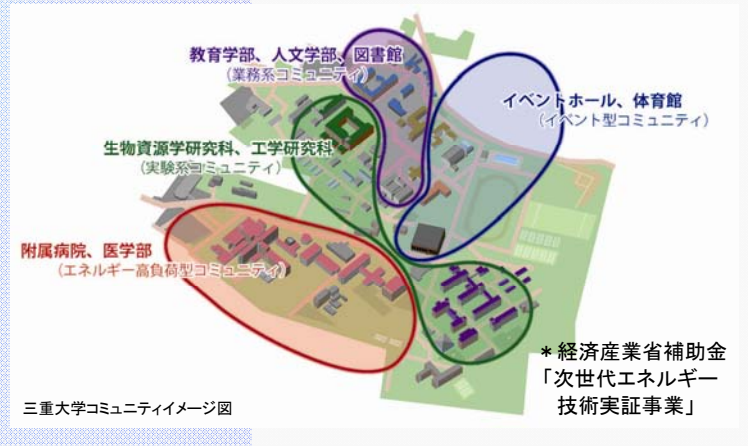 教育学部、人文学部、図書館
（業務系コミュニティ）
イベントホール、体育館
（イベント型コミュニティ）
生物資源学研究科、工学研究科
（実験系コミュニティ）
附属病院、医学部
（エネルギー高負荷型コミュニティ）
＊経済産業省補助金
「次世代エネルギー
技術実証事業」
三重大学コミュニティイメージ図